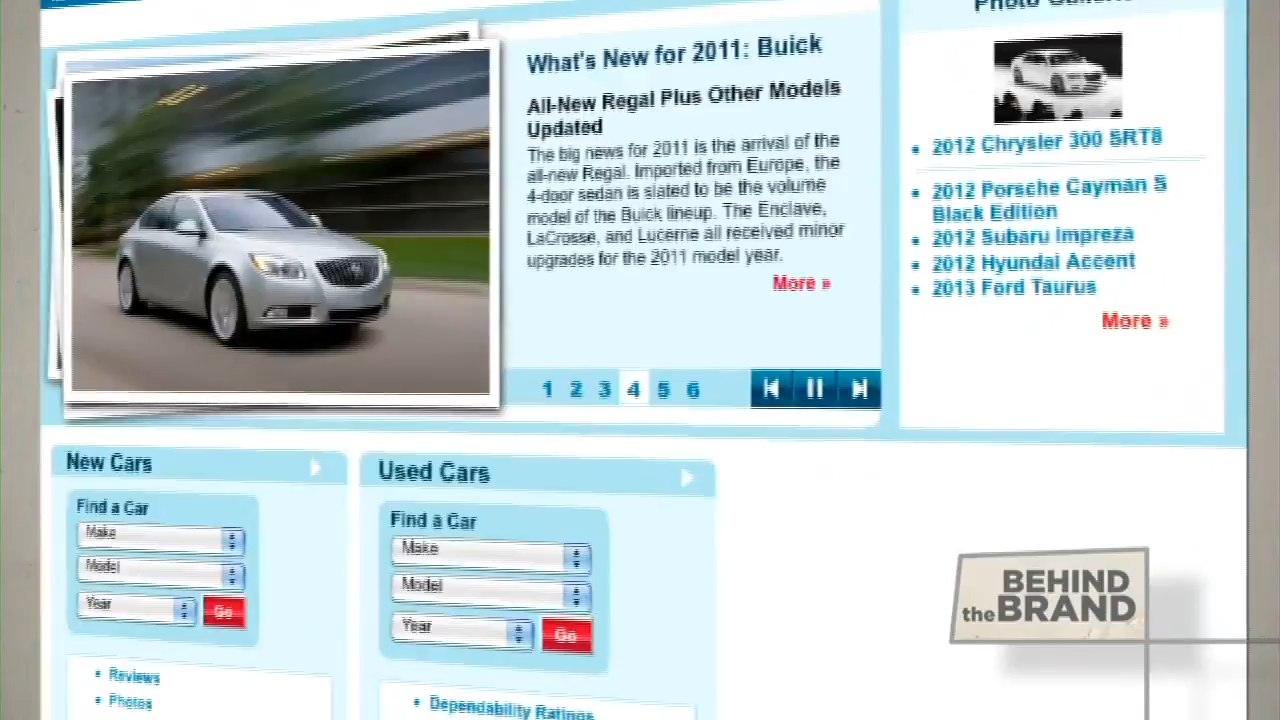 What's New for 2011: Buick
All-New Regal Plus Other Models
Updated
The big news for 2011 is the arrival of the
all-new Regal. Imported from Europe, the
4-door sedan is slated to be the volume
model of the Buick lineup. The Enclave,
LaCrosse, and Lucerne all received minor
upgrades for the 2011 model year.
More »
1 2 3 4 5 6
2012 Chrysler 300 SRT8
2012 Porsche Cayman S
Black Edition
2012 Subaru Impreza
2012 Hyundai Accent
2013 Ford Taurus
More »
New Cars
Find a Car
Make
Model
Year
Go
Reviews
Photos
Used Cars
Find a Car
Make
Model
Year
Go
Dependability Ratings
BEHIND
the BRAND